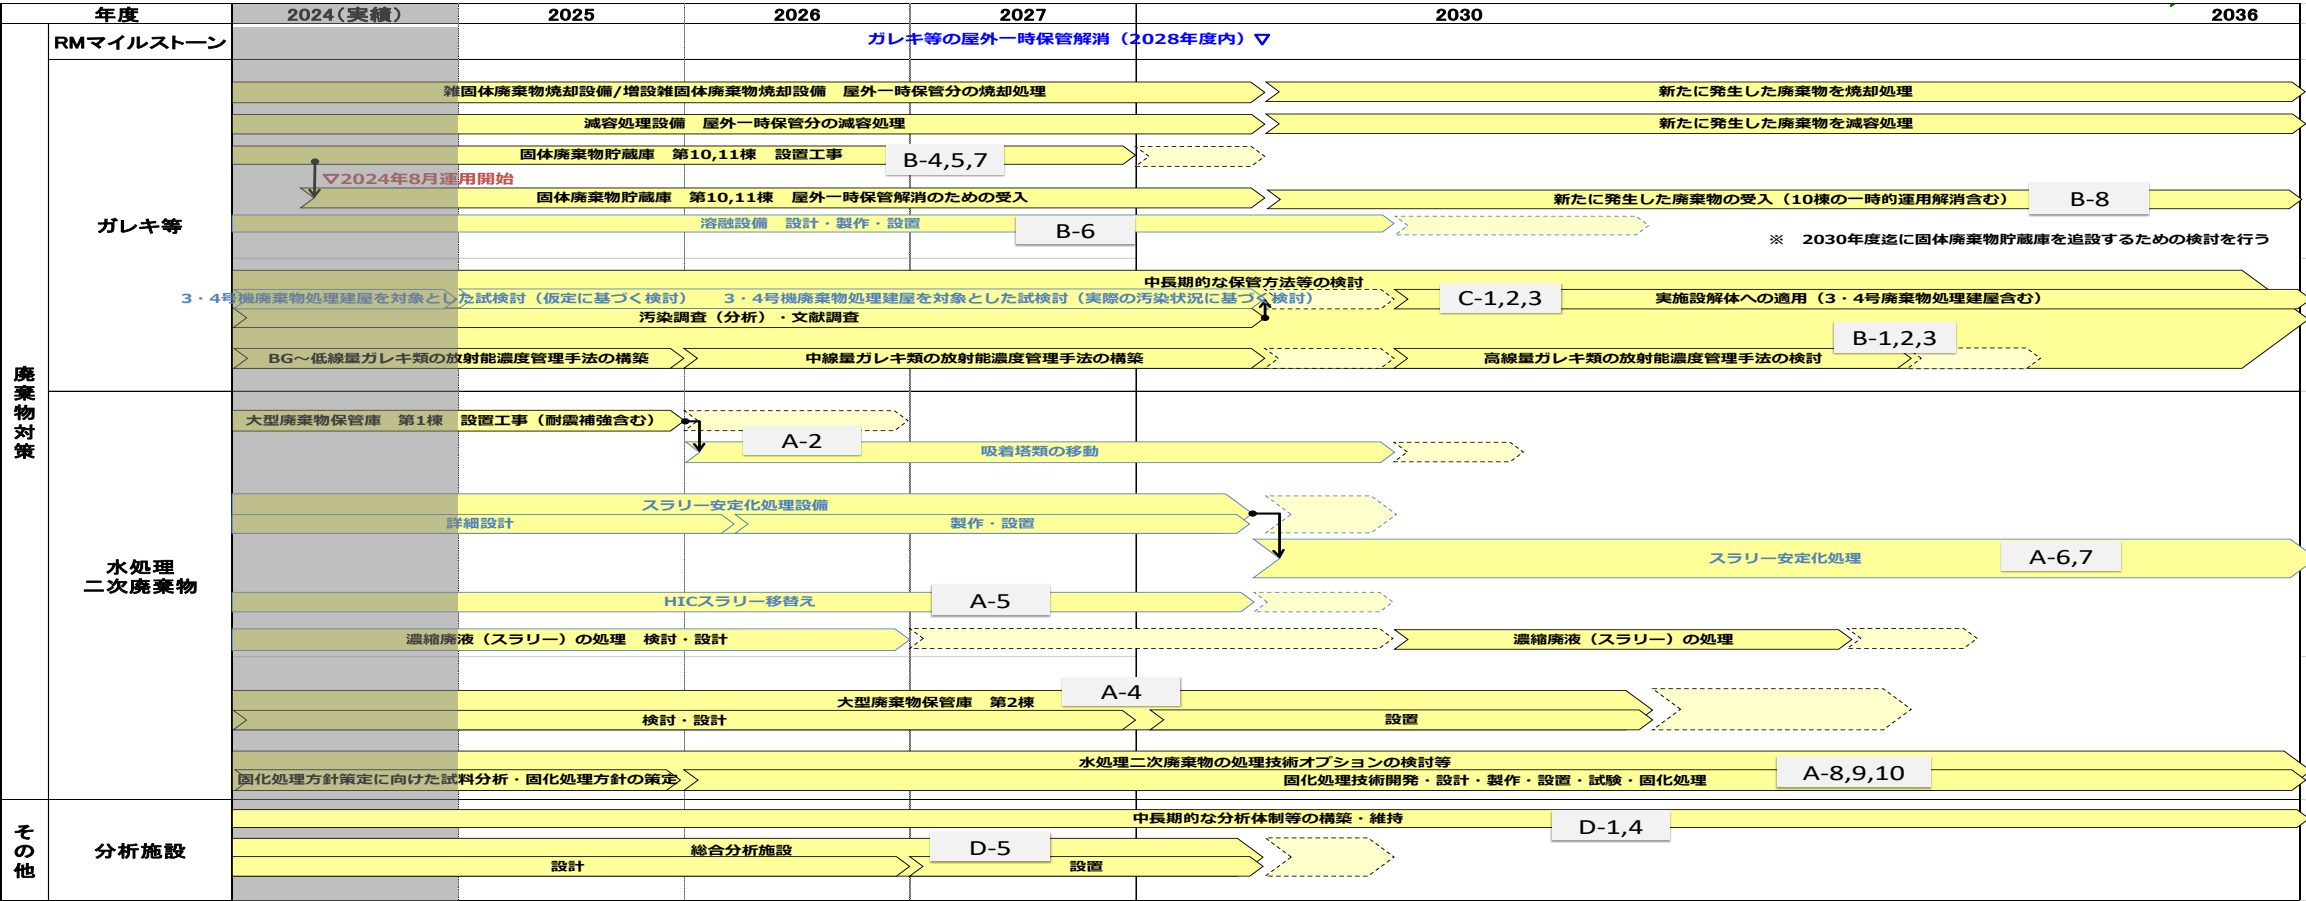 年度
2024(実績)
2025
2026
2027
2030
2036
RMマイルストーン
ガレキ等の屋外一時保管解消（2028年度内）▽
廃棄物対策
ガレキ等
雑固体廃棄物焼却設備/増設雑固体廃棄物焼却設備　屋外一時保管分の焼却処理
新たに発生した廃棄物を焼却処理
減容処理設備　屋外一時保管分の減容処理
新たに発生した廃棄物を減容処理
固体廃棄物貯蔵庫　第10,11棟　設置工事
B-4,5,7
▽2024年8月運用開始
固体廃棄物貯蔵庫　第10,11棟　屋外一時保管解消のための受入
新たに発生した廃棄物の受入（10棟の一時的運用解消含む）
B-8
溶融設備　設計・製作・設置
B-6
※　2030年度迄に固体廃棄物貯蔵庫を追設するための検討を行う
中長期的な保管方法等の検討
3・4号機廃棄物処理建屋を対象とした試検討（仮定に基づく検討）
3・4号機廃棄物処理建屋を対象とした試検討（実際の汚染状況に基づく検討）
C-1,2,3
実施設解体への適用（3・4号廃棄物処理建屋含む）
汚染調査（分析）・文献調査
B-1,2,3
BG～低線量ガレキ類の放射能濃度管理手法の構築
中線量ガレキ類の放射能濃度管理手法の構築
高線量ガレキ類の放射能濃度管理手法の検討
水処理
二次廃棄物
大型廃棄物保管庫　第1棟　設置工事（耐震補強含む）
A-2
吸着塔類の移動
スラリー安定化処理設備
詳細設計
製作・設置
スラリー安定化処理
A-6,7
HICスラリー移替え
A-5
濃縮廃液（スラリー）の処理　検討・設計
濃縮廃液（スラリー）の処理
A-4
大型廃棄物保管庫　第2棟
検討・設計
設置
水処理二次廃棄物の処理技術オプションの検討等
A-8,9,10
固化処理方針策定に向けた試料分析・固化処理方針の策定
固化処理技術開発・設計・製作・設置・試験・固化処理
その他
分析施設
中長期的な分析体制等の構築・維持
D-1,4
総合分析施設
D-5
設計
設置